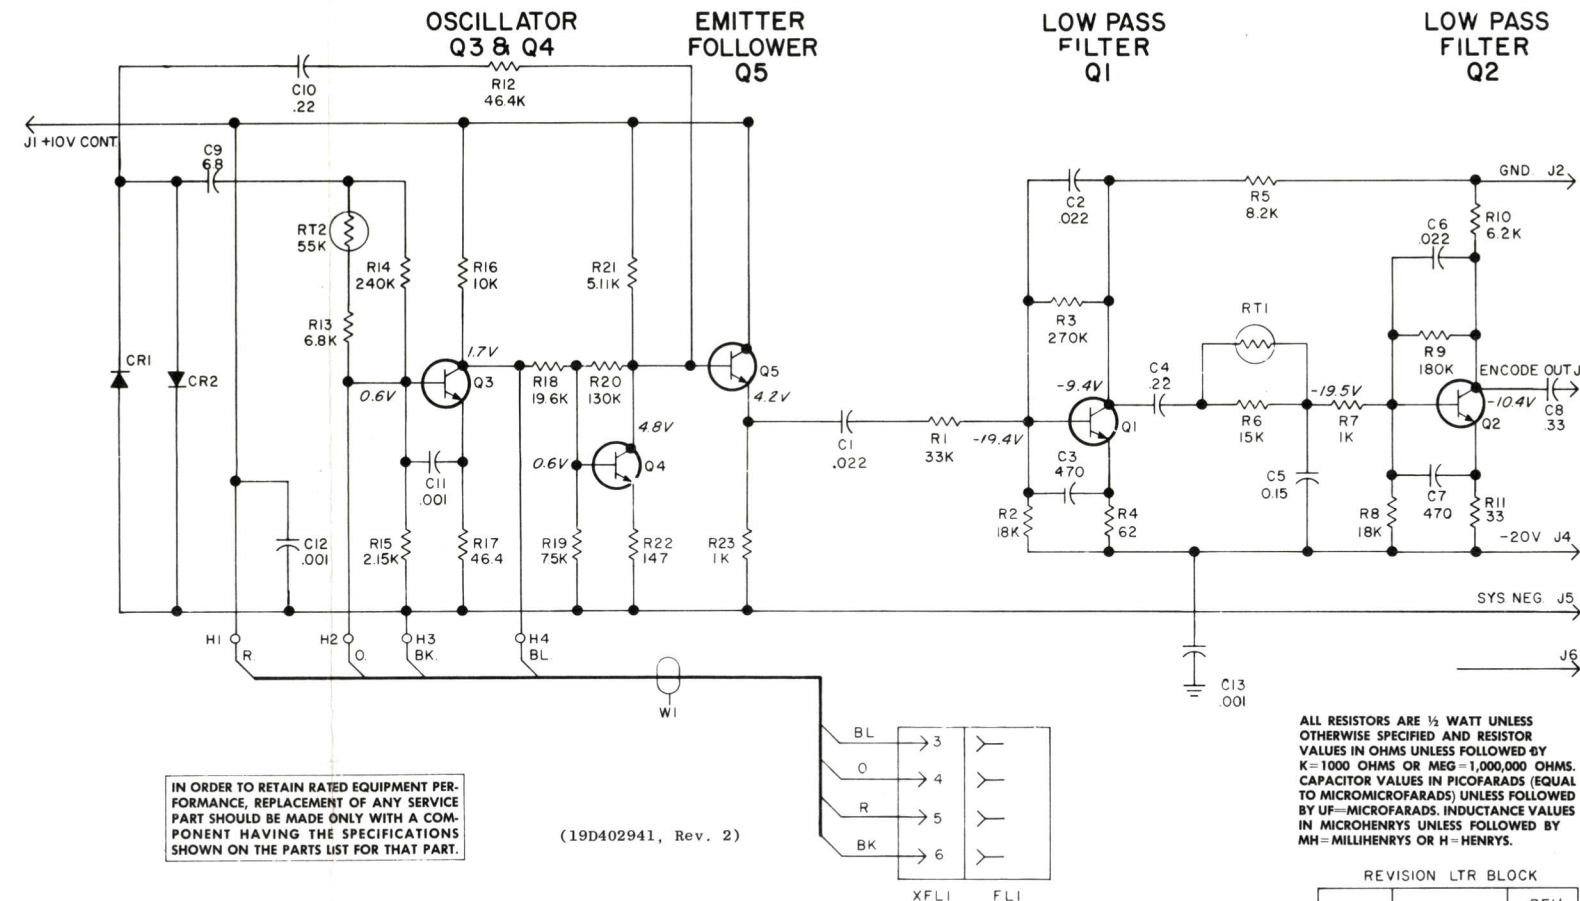 OSCILLATOR
Q3 & Q4
EMITTER
FOLLOWER
Q5
LOW PASS
FILTER
Q1
LOW PASS
FILTER
Q2
C10
.22
R12
46.4K
J1 +10V CONT.
C9
6.8
RT2
55K
R14
240K
R16
10K
R21
5.11K
R13
6.8K
CR1
CR2
1.7V
Q3
0.6V
R18
19.6K
R20
130K
Q5
4.2V
4.8V
0.6V
Q4
C11
.001
C12
.001
R15
2.15K
R17
46.4
R19
75K
R22
147
R23
1K
C1
.022
R1
33K
-19.4V
C2
.022
R5
8.2K
GND. J2
R10
6.2K
C6
.022
R3
270K
RT1
R9
180K
-9.4V
C4
.22
Q1
-19.5V
R6
15K
R7
1K
ENCODE OUT J
-10.4V
Q2
C8
.33
C3
470
R2
18K
R4
62
C5
0.15
R8
18K
C7
470
R11
33
-20V J4
SYS. NEG. J5
J6
C13
.001
H1
R.
H2
O.
H3
BK.
H4
BL.
W1
BL
3
O
4
R
5
BK
6
XFL1
FL1
IN ORDER TO RETAIN RATED EQUIPMENT PER-
FORMANCE, REPLACEMENT OF ANY SERVICE
PART SHOULD BE MADE ONLY WITH A COM-
PONENT HAVING THE SPECIFICATIONS
SHOWN ON THE PARTS LIST FOR THAT PART.
(19D402941, Rev. 2)
ALL RESISTORS ARE ½ WATT UNLESS
OTHERWISE SPECIFIED AND RESISTOR
VALUES IN OHMS UNLESS FOLLOWED BY
K=1000 OHMS OR MEG=1,000,000 OHMS.
CAPACITOR VALUES IN PICOFARADS (EQUAL
TO MICROMICROFARADS) UNLESS FOLLOWED
BY UF=MICROFARADS. INDUCTANCE VALUES
IN MICROHENRYS UNLESS FOLLOWED BY
MH=MILLIHENRYS OR H=HENRYS.
REVISION LTR BLOCK